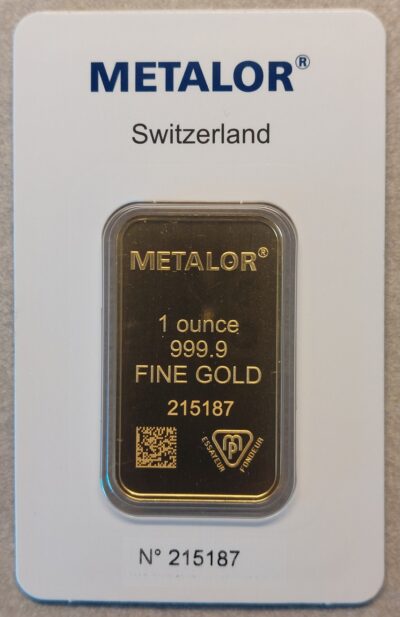 METALOR®
Switzerland
METALOR®
1 ounce
999.9
FINE GOLD
215187
ESSAYEUR
FONDEUR
N° 215187